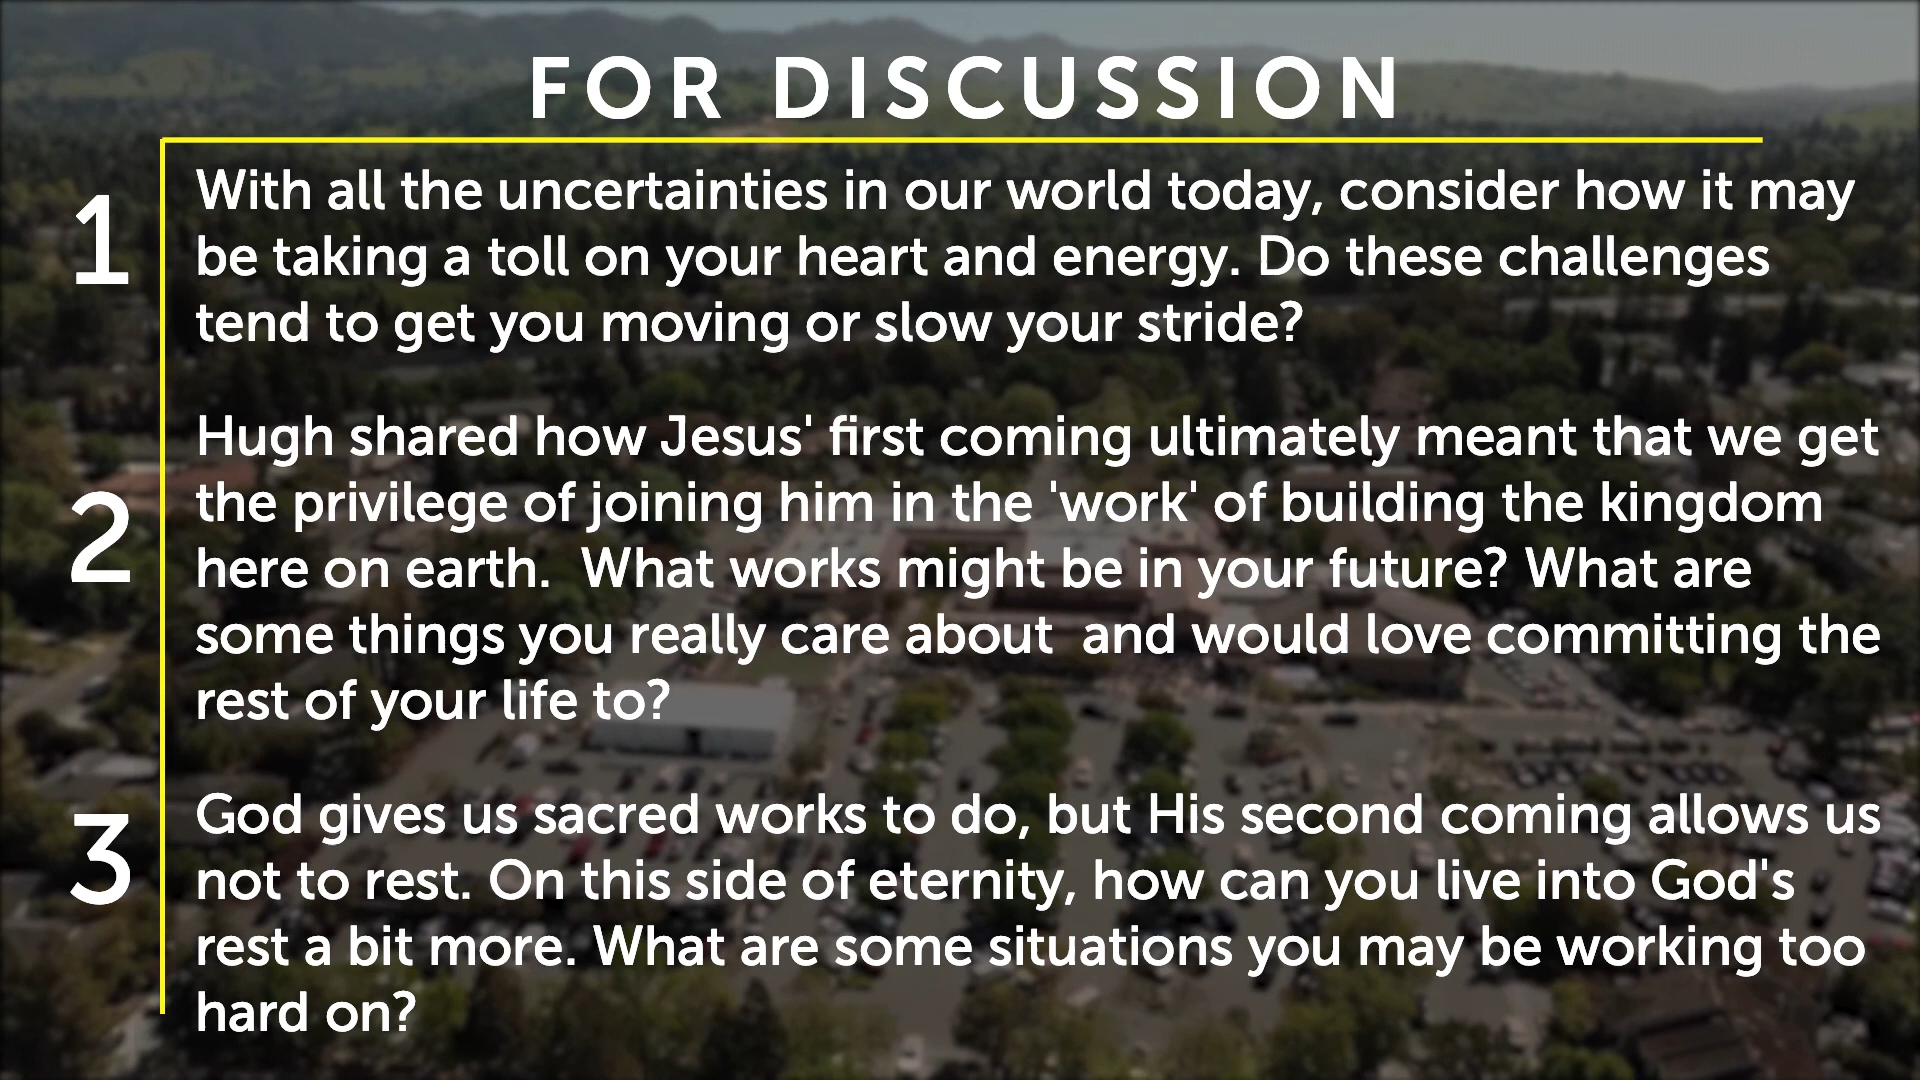 FOR DISCUSSION
1
With all the uncertainties in our world today, consider how it may
be taking a toll on your heart and energy. Do these challenges
tend to get you moving or slow your stride?
2
Hugh shared how Jesus' first coming ultimately meant that we get
the privilege of joining him in the 'work' of building the kingdom
here on earth.  What works might be in your future? What are
some things you really care about  and would love committing the
rest of your life to?
3
God gives us sacred works to do, but His second coming allows us
not to rest. On this side of eternity, how can you live into God's
rest a bit more. What are some situations you may be working too
hard on?